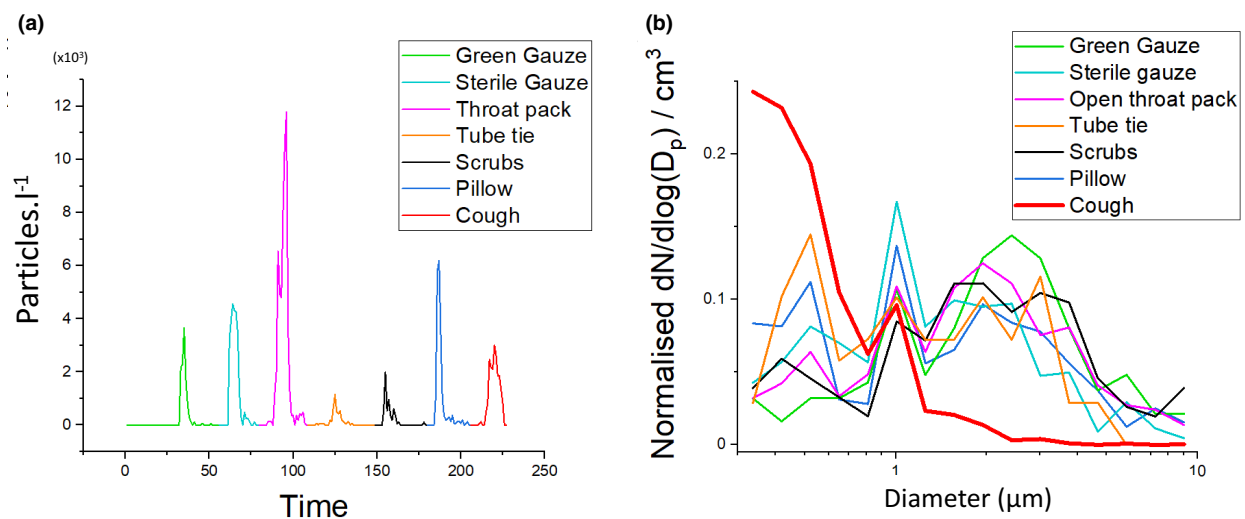 (a)
(x10³)
Particles.l⁻¹
12
10
8
6
4
2
0
0 50 100 150 200 250
Time
Green Gauze
Sterile Gauze
Throat pack
Tube tie
Scrubs
Pillow
Cough
(b)
Normalised dN/dlog(Dₚ) / cm³
0.2
0.1
0
1 10
Diameter (µm)
Green Gauze
Sterile gauze
Open throat pack
Tube tie
Scrubs
Pillow
Cough